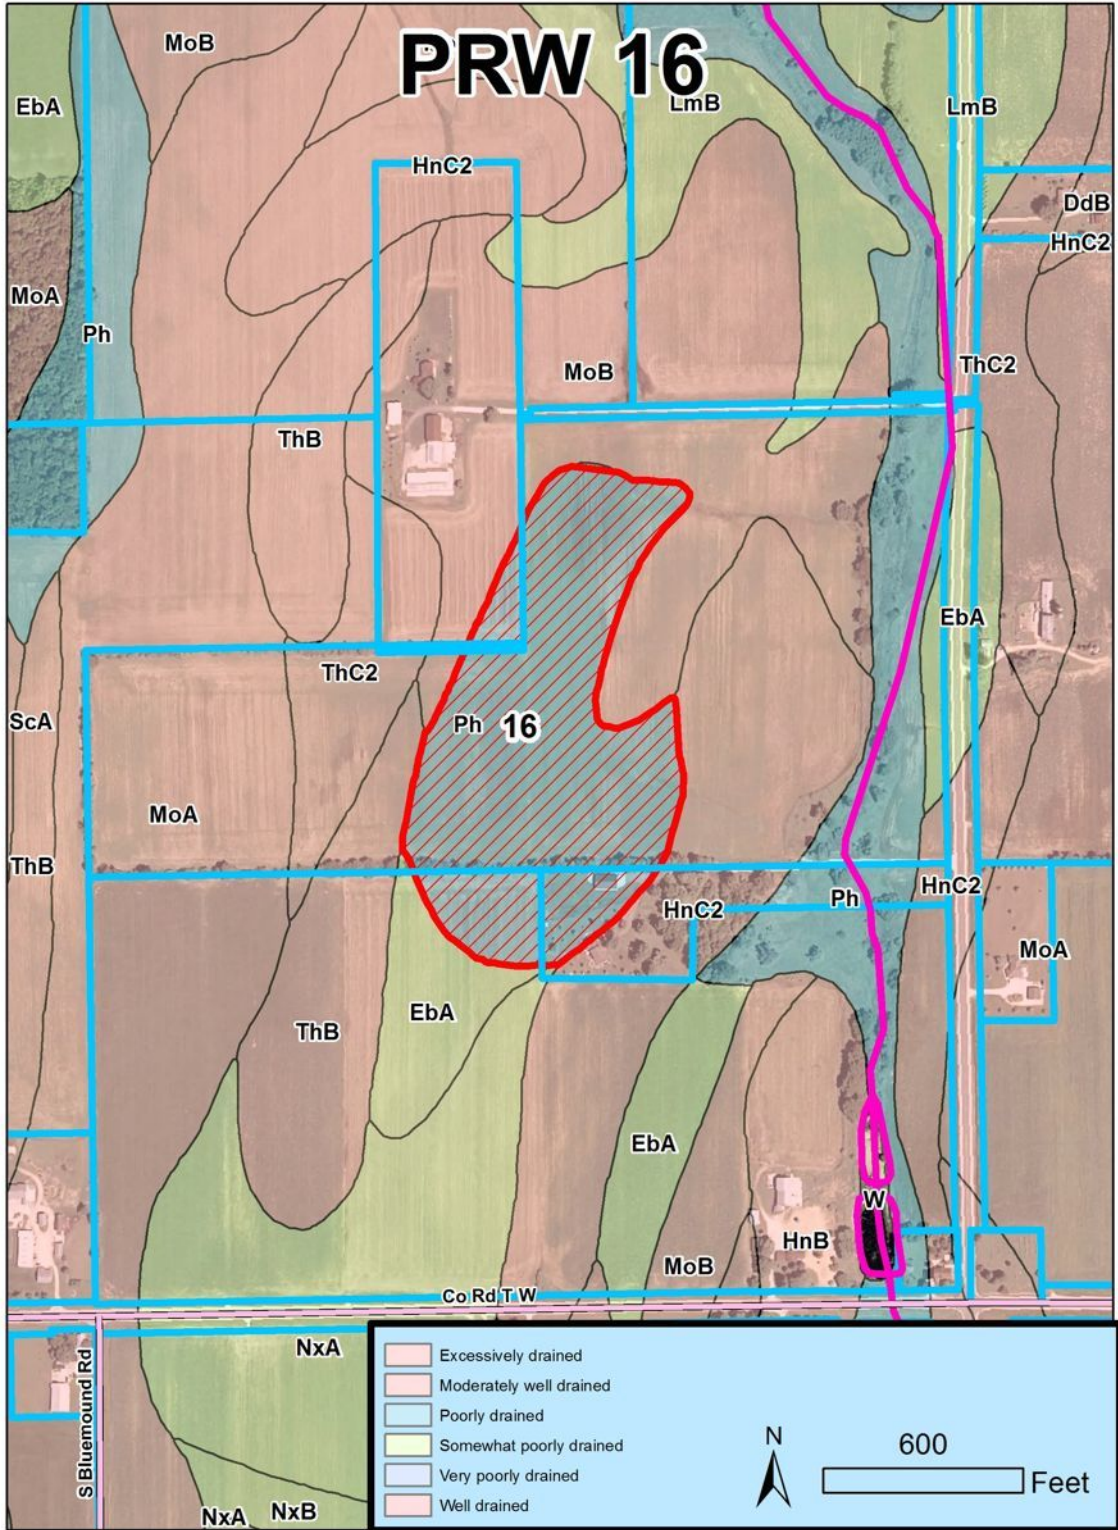 PRW 16
MoB
EbA
LmB
LmB
HnC2
DdB
HnC2
MoA
Ph
ThC2
MoB
ThB
EbA
ThC2
ScA
Ph
16
MoA
ThB
HnC2
HnC2
Ph
MoA
EbA
ThB
EbA
W
HnB
MoB
Co Rd T W
NxA
S Bluemound Rd
NxA
NxB
Excessively drained
Moderately well drained
Poorly drained
Somewhat poorly drained
Very poorly drained
Well drained
N
600
Feet